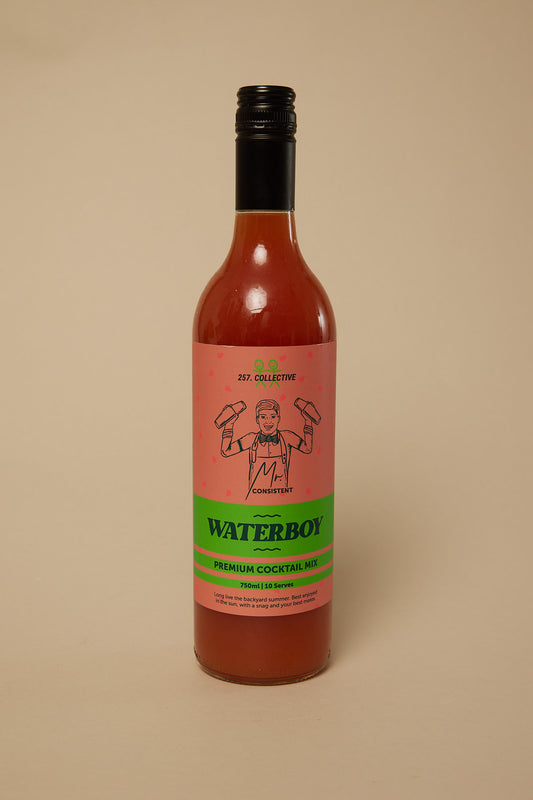 257. COLLECTIVE
Mr.
CONSISTENT
WATERBOY
PREMIUM COCKTAIL MIX
750ml | 10 Serves
Long live the backyard summer. Best enjoyed
in the sun, with a snag and your best mates.